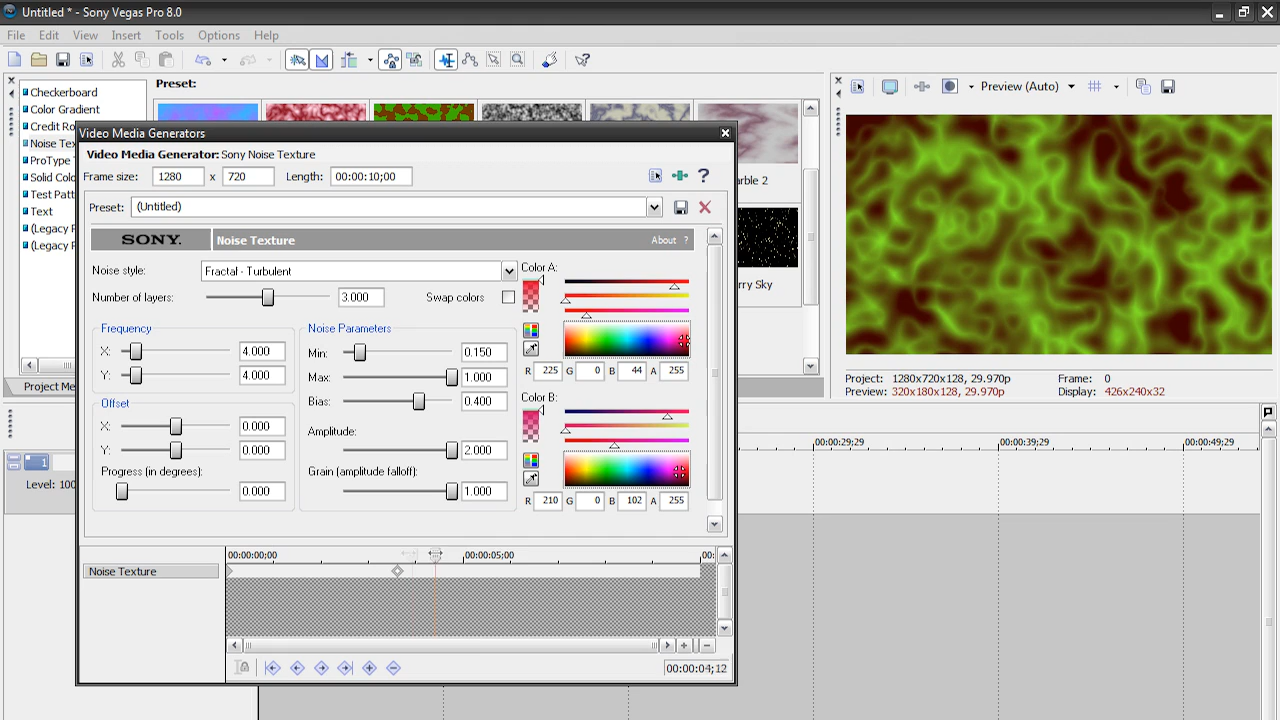 Untitled * - Sony Vegas Pro 8.0
File Edit View Insert Tools Options Help
Preset:
Checkerboard
Color Gradient
Credit Ro
Noise Tex
ProType
Solid Colo
Test Patt
Text
(Legacy P
(Legacy F
Project Me
arble 2
rry Sky
Preview (Auto)
Video Media Generators
Video Media Generator: Sony Noise Texture
Frame size: 1280 x 720 Length: 00:00:10;00
Preset: (Untitled)
SONY. Noise Texture About ?
Noise style: Fractal - Turbulent
Number of layers: 3.000 Swap colors
Frequency
X: 4.000
Y: 4.000
Offset
X: 0.000
Y: 0.000
Progress (in degrees):
0.000
Noise Parameters
Min: 0.150
Max: 1.000
Bias: 0.400
Amplitude:
2.000
Grain (amplitude falloff):
1.000
Color A:
R 225 G 0 B 44 A 255
Color B:
R 210 G 0 B 102 A 255
00:00:00;00 00:00:05;00 00:
Noise Texture
00:00:04;12
Project: 1280x720x128, 29.970p Frame: 0
Preview: 320x180x128, 29.970p Display: 426x240x32
1
Level: 100
00:00:29;29 00:00:39;29 00:00:49;29